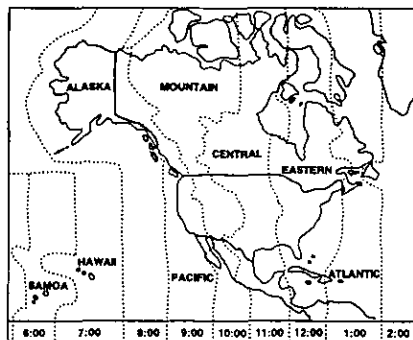 ALASKA MOUNTAIN
CENTRAL
EASTERN
HAWAII
SAMOA
PACIFIC
ATLANTIC
6:00 7:00 8:00 9:00 10:00 11:00 12:00 1:00 2:00